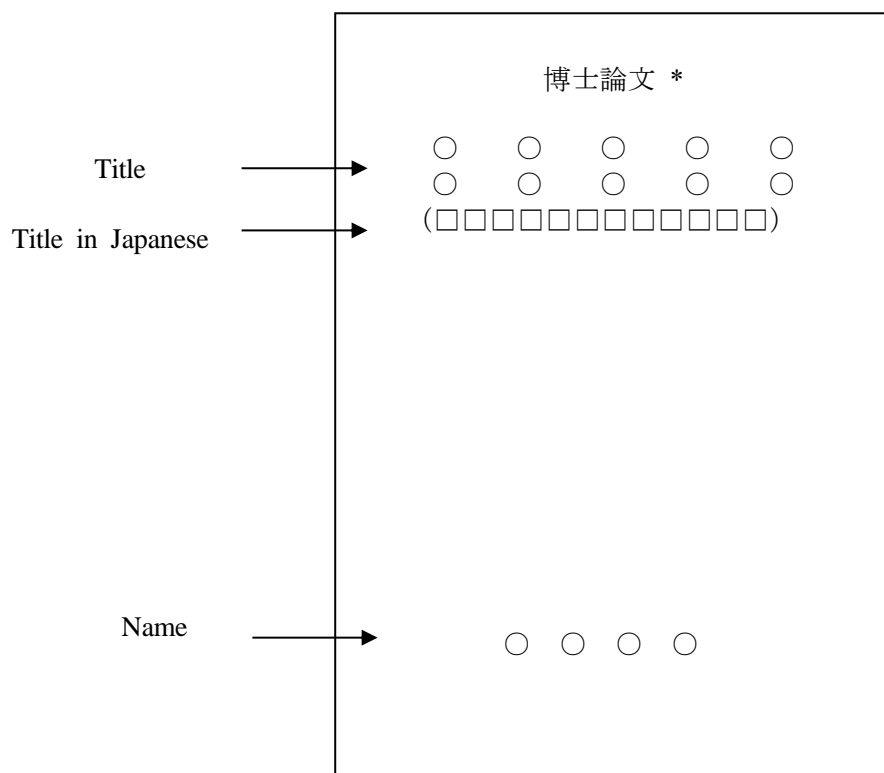 博士論文 *
Title
○ ○ ○ ○ ○
○ ○ ○ ○ ○
Title in Japanese
(□□□□□□□□□□□□)
Name
○ ○ ○ ○